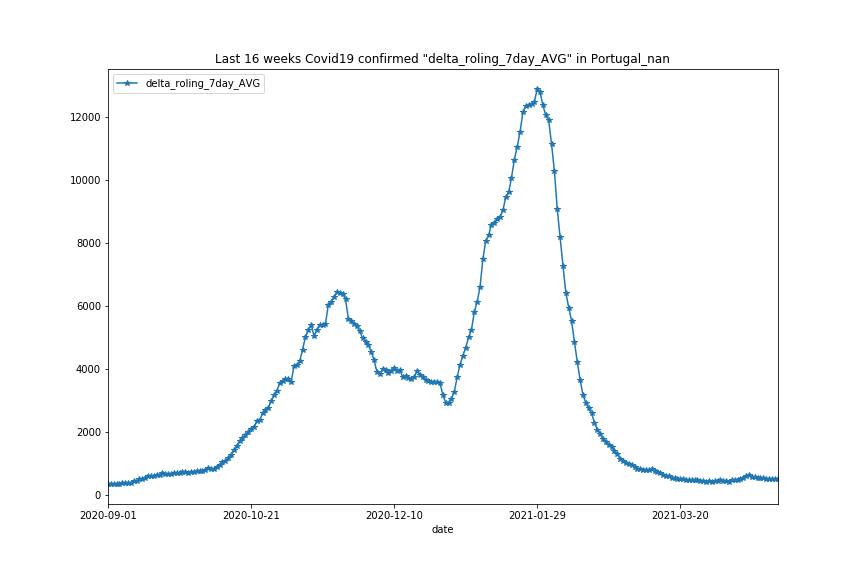 Last 16 weeks Covid19 confirmed "delta_roling_7day_AVG" in Portugal_nan
delta_roling_7day_AVG
12000
10000
8000
6000
4000
2000
0
2020-09-01 2020-10-21 2020-12-10 2021-01-29 2021-03-20
date